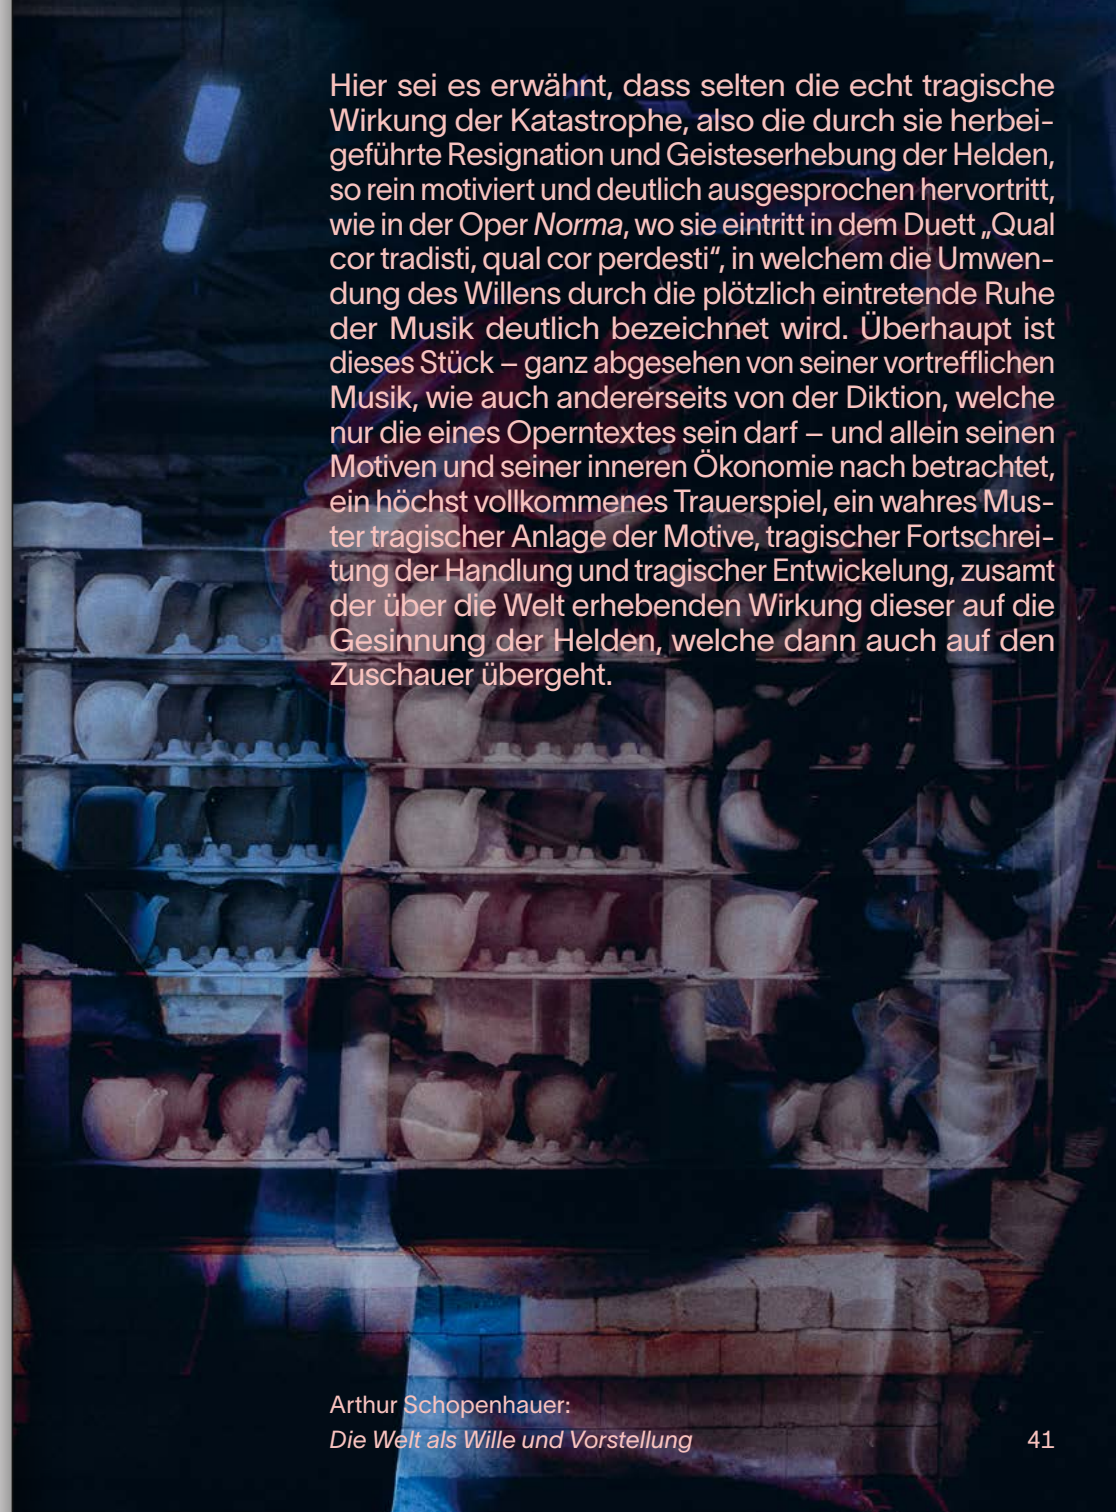 Hier sei es erwähnt, dass selten die echt tragische
Wirkung der Katastrophe, also die durch sie herbei-
geführte Resignation und Geisteserhebung der Helden,
so rein motiviert und deutlich ausgesprochen hervortritt,
wie in der Oper Norma, wo sie eintritt in dem Duett „Qual
cor tradisti, qual cor perdesti“, in welchem die Umwen-
dung des Willens durch die plötzlich eintretende Ruhe
der Musik deutlich bezeichnet wird. Überhaupt ist
dieses Stück – ganz abgesehen von seiner vortrefflichen
Musik, wie auch andererseits von der Diktion, welche
nur die eines Operntextes sein darf – und allein seinen
Motiven und seiner inneren Ökonomie nach betrachtet,
ein höchst vollkommenes Trauerspiel, ein wahres Mus-
ter tragischer Anlage der Motive, tragischer Fortschrei-
tung der Handlung und tragischer Entwickelung, zusamt
der über die Welt erhebenden Wirkung dieser auf die
Gesinnung der Helden, welche dann auch auf den
Zuschauer übergeht.
Arthur Schopenhauer:
Die Welt als Wille und Vorstellung
41